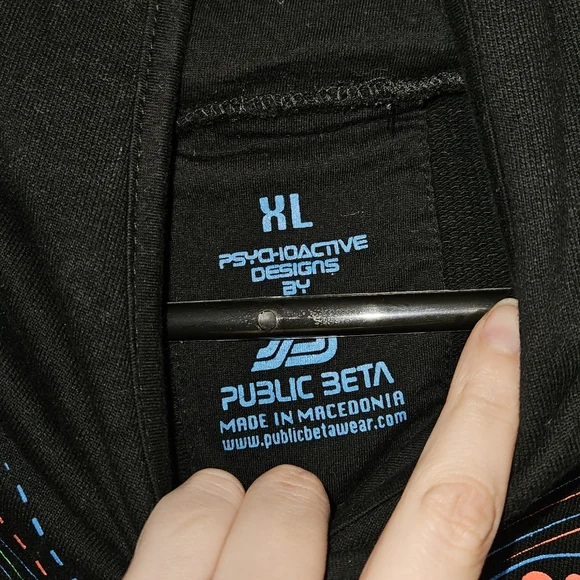 XL
PSYCHOACTIVE
DESIGNS
BY
PUBLIC BETA
MADE IN MACEDONIA
www.publicbetawear.com